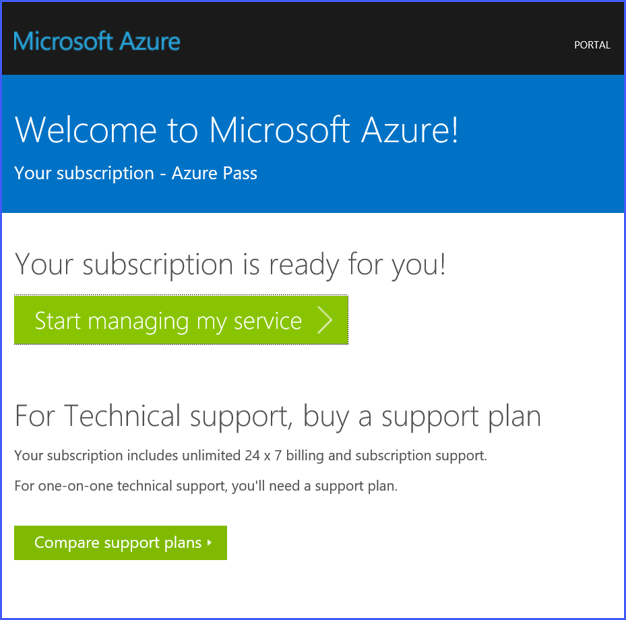 Microsoft Azure
PORTAL
Welcome to Microsoft Azure!
Your subscription - Azure Pass
Your subscription is ready for you!
Start managing my service
For Technical support, buy a support plan
Your subscription includes unlimited 24 x 7 billing and subscription support.
For one-on-one technical support, you'll need a support plan.
Compare support plans